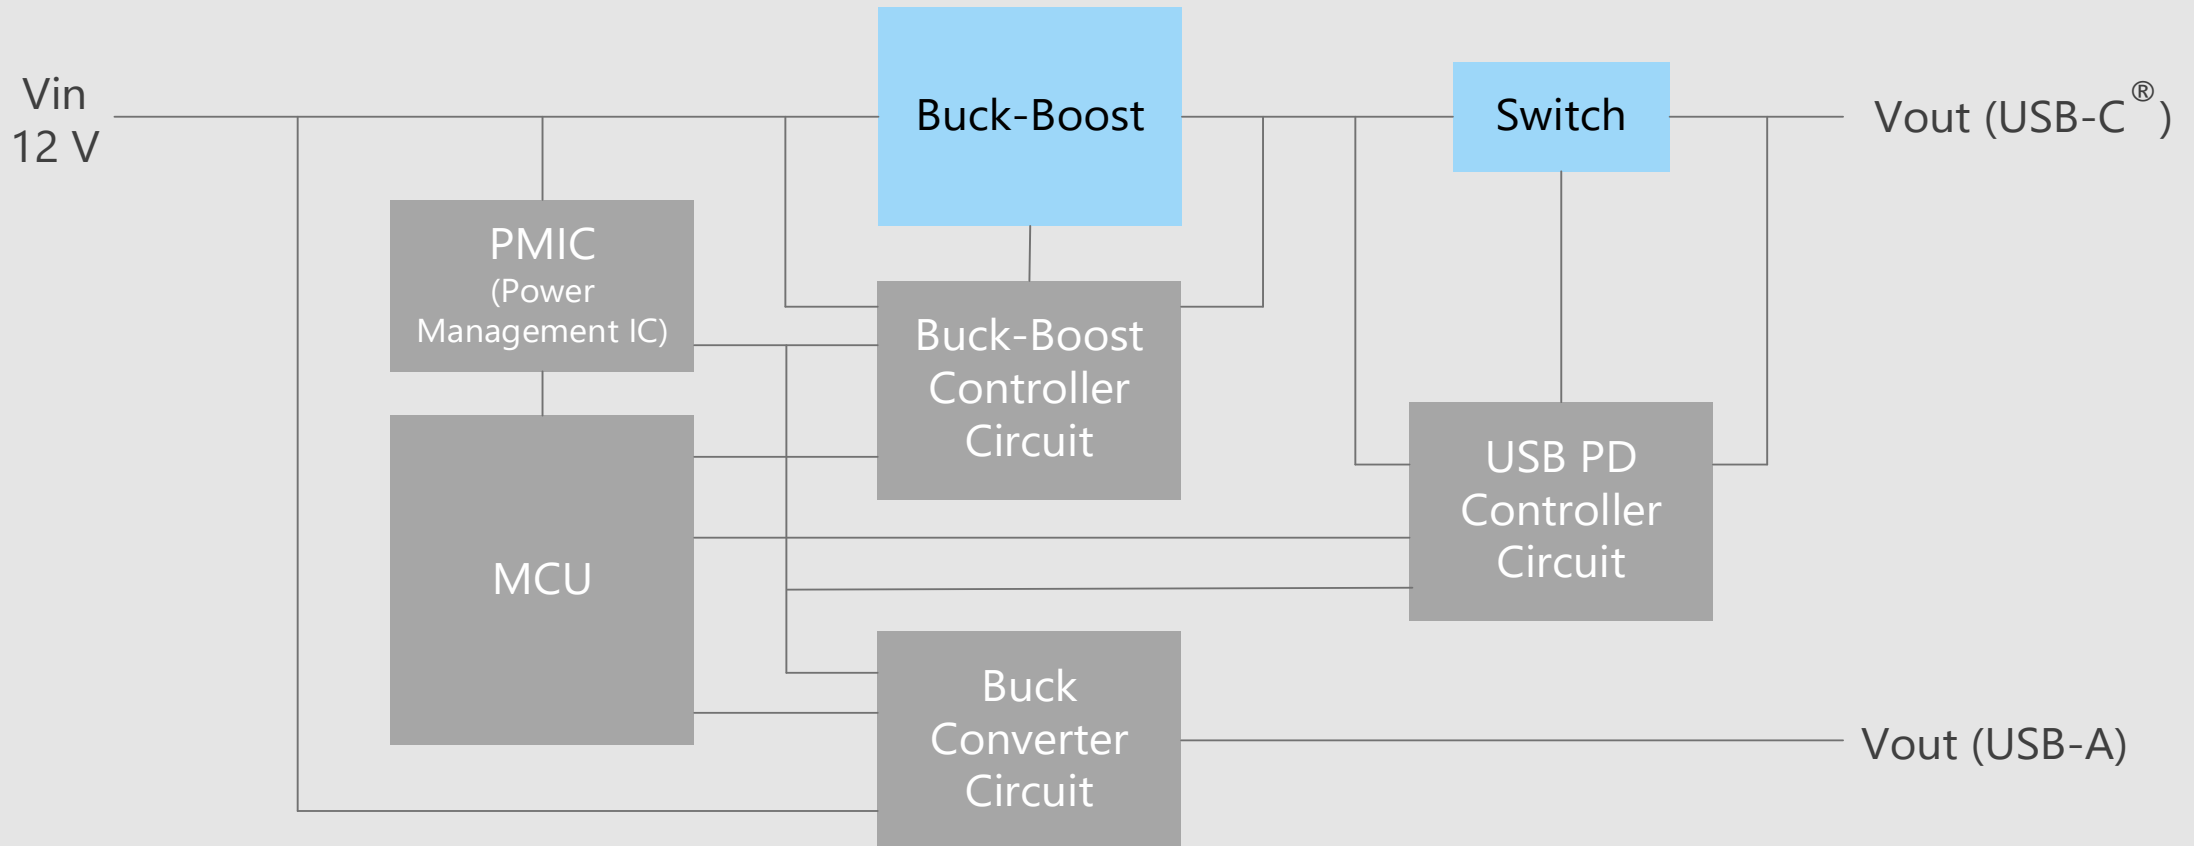 Vin
12 V
Buck-Boost
Switch
Vout (USB-C®)
PMIC
(Power
Management IC)
Buck-Boost
Controller
Circuit
USB PD
Controller
Circuit
MCU
Buck
Converter
Circuit
Vout (USB-A)